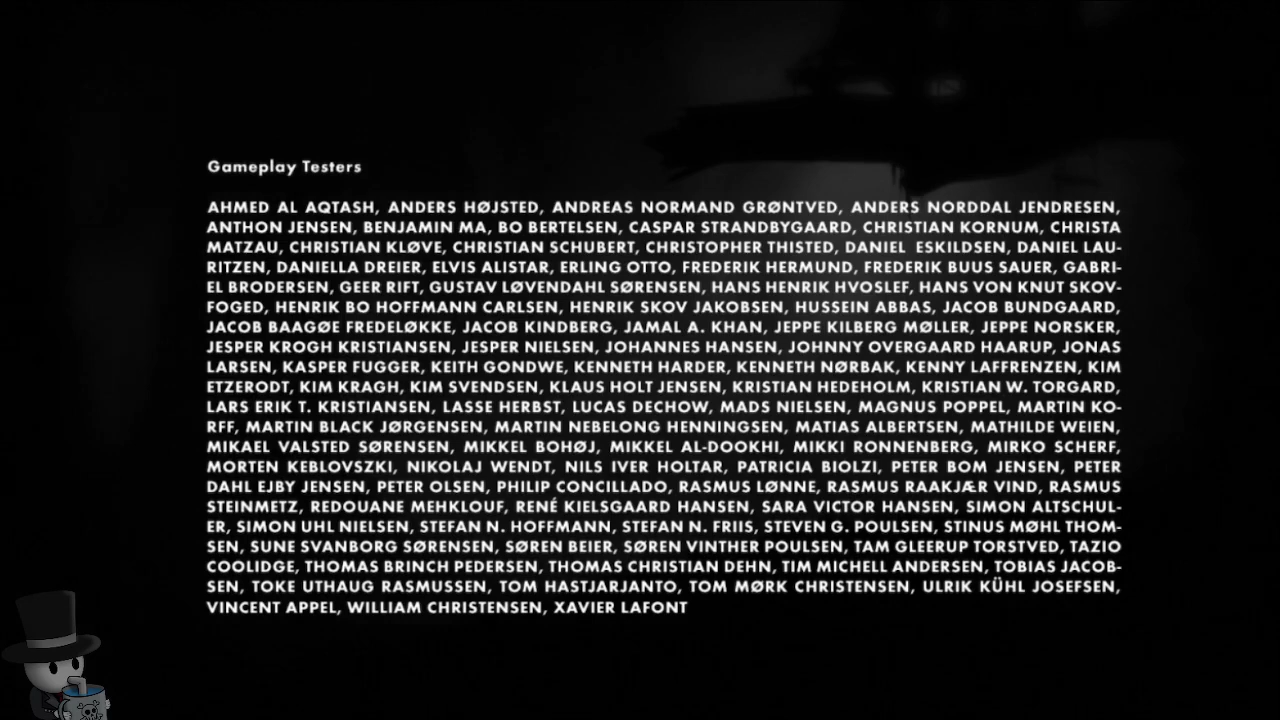 Gameplay Testers
AHMED AL AQTASH, ANDERS HØJSTED, ANDREAS NORMAND GRØNTVED, ANDERS NORDDAL JENDRESEN,
ANTHON JENSEN, BENJAMIN MA, BO BERTELSEN, CASPAR STRANDBYGAARD, CHRISTIAN KORNUM, CHRISTA
MATZAU, CHRISTIAN KLØVE, CHRISTIAN SCHUBERT, CHRISTOPHER THISTED, DANIEL ESKILDSEN, DANIEL LAU-
RITZEN, DANIELLA DREIER, ELVIS ALISTAR, ERLING OTTO, FREDERIK HERMUND, FREDERIK BUUS SAUER, GABRI-
EL BRODERSEN, GEER RIFT, GUSTAV LØVENDAHL SØRENSEN, HANS HENRIK HVOSLEF, HANS VON KNUT SKOV-
FOGED, HENRIK BO HOFFMANN CARLSEN, HENRIK SKOV JAKOBSEN, HUSSEIN ABBAS, JACOB BUNDGAARD,
JACOB BAAGØE FREDELØKKE, JACOB KINDBERG, JAMAL A. KHAN, JEPPE KILBERG MØLLER, JEPPE NORSKER,
JESPER KROGH KRISTIANSEN, JESPER NIELSEN, JOHANNES HANSEN, JOHNNY OVERGAARD HAARUP, JONAS
LARSEN, KASPER FUGGER, KEITH GONDWE, KENNETH HARDER, KENNETH NØRBAK, KENNY LAFFRENZEN, KIM
ETZERODT, KIM KRAGH, KIM SVENDSEN, KLAUS HOLT JENSEN, KRISTIAN HEDEHOLM, KRISTIAN W. TORGARD,
LARS ERIK T. KRISTIANSEN, LASSE HERBST, LUCAS DECHOW, MADS NIELSEN, MAGNUS POPPEL, MARTIN KO-
RFF, MARTIN BLACK JØRGENSEN, MARTIN NEBELONG HENNINGSEN, MATIAS ALBERTSEN, MATHILDE WEIEN,
MIKAEL VALSTED SØRENSEN, MIKKEL BOHØJ, MIKKEL AL-DOOKHI, MIKKI RONNENBERG, MIRKO SCHERF,
MORTEN KEBLOVSZKI, NIKOLAJ WENDT, NILS IVER HOLTAR, PATRICIA BIOLZI, PETER BOM JENSEN, PETER
DAHL EJBY JENSEN, PETER OLSEN, PHILIP CONCILLADO, RASMUS LØNNE, RASMUS RAAKJÆR VIND, RASMUS
STEINMETZ, REDOUANE MEHKLOUF, RENÉ KIELSGAARD HANSEN, SARA VICTOR HANSEN, SIMON ALTSCHUL-
ER, SIMON UHL NIELSEN, STEFAN N. HOFFMANN, STEFAN N. FRIIS, STEVEN G. POULSEN, STINUS MØHL THOM-
SEN, SUNE SVANBORG SØRENSEN, SØREN BEIER, SØREN VINTHER POULSEN, TAM GLEERUP TORSTVED, TAZIO
COOLIDGE, THOMAS BRINCH PEDERSEN, THOMAS CHRISTIAN DEHN, TIM MICHELL ANDERSEN, TOBIAS JACOB-
SEN, TOKE UTHAUG RASMUSSEN, TOM HASTJARJANTO, TOM MØRK CHRISTENSEN, ULRIK KÜHL JOSEFSEN,
VINCENT APPEL, WILLIAM CHRISTENSEN, XAVIER LAFONT